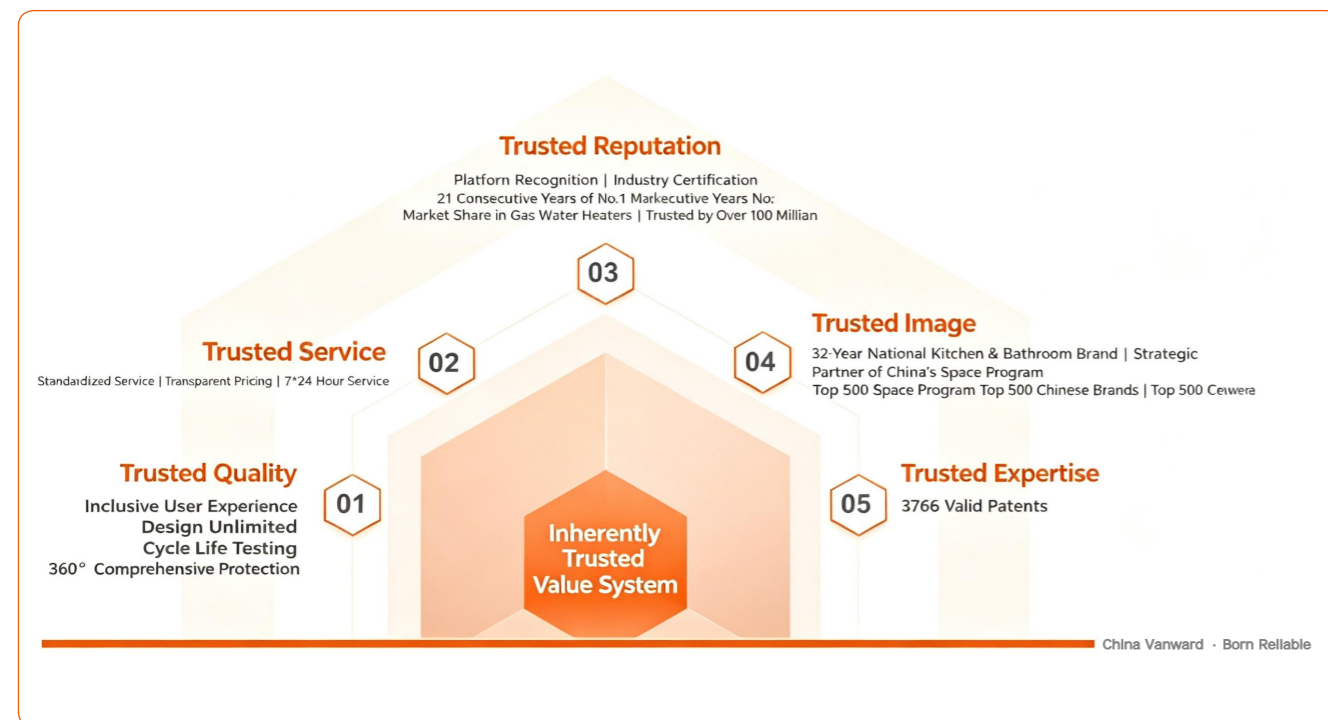 Trusted Reputation
Platforn Recognition | Industry Certification
21 Consecutive Years of No.1 Markecutive Years No:
Market Share in Gas Water Heaters | Trusted by Over 100 Millian
03
Trusted Service
Standardized Service | Transparent Pricing | 7*24 Hour Service
02
04
Trusted Image
32-Year National Kitchen & Bathroom Brand | Strategic
Partner of China's Space Program
Top 500 Space Program Top 500 Chinese Brands | Top 500
Trusted Quality
Inclusive User Experience
Design Unlimited
Cycle Life Testing
360° Comprehensive Protection
01
05
Trusted Expertise
3766 Valid Patents
Inherently
Trusted
Value System
China Vanward · Born Reliable